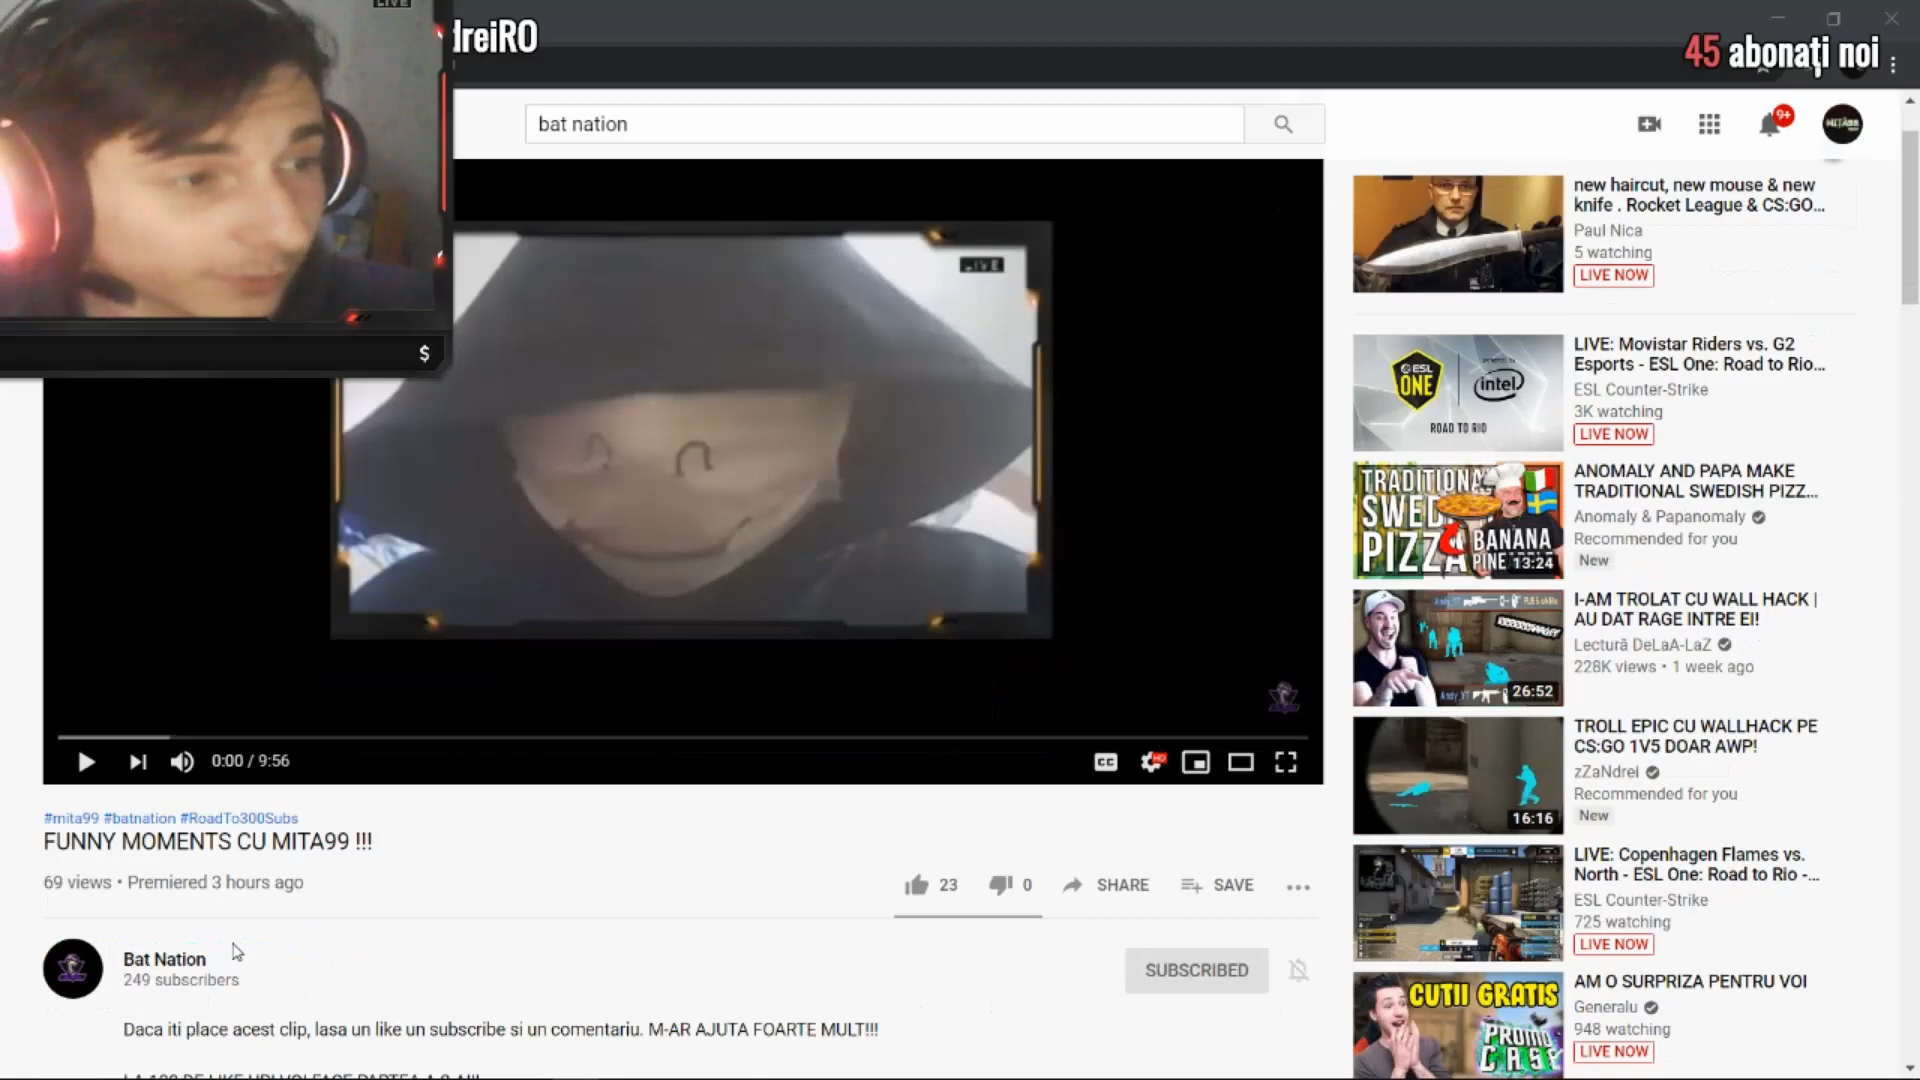 LIVE
dreiRO
45 abonați noi
bat nation
9+
LIVE
$
0:00 / 9:56
CC
HD
#mita99 #batnation #RoadTo300Subs
FUNNY MOMENTS CU MITA99 !!!
69 views • Premiered 3 hours ago
23
0
SHARE
SAVE
Bat Nation
249 subscribers
SUBSCRIBED
Daca iti place acest clip, lasa un like un subscribe si un comentariu. M-AR AJUTA FOARTE MULT!!!
new haircut, new mouse & new
knife . Rocket League & CS:GO...
Paul Nica
5 watching
LIVE NOW
ESL
ONE
intel
ROAD TO RIO
LIVE: Movistar Riders vs. G2
Esports - ESL One: Road to Rio...
ESL Counter-Strike
3K watching
LIVE NOW
TRADITIONA
SWED
PIZZA
BANANA
PINE
13:24
ANOMALY AND PAPA MAKE
TRADITIONAL SWEDISH PIZZ...
Anomaly & Papanomaly
Recommended for you
New
26:52
I-AM TROLAT CU WALL HACK |
AU DAT RAGE INTRE EI!
Lectură DeLaA-LaZ
228K views • 1 week ago
16:16
TROLL EPIC CU WALLHACK PE
CS:GO 1V5 DOAR AWP!
zZaNdrei
Recommended for you
New
LIVE: Copenhagen Flames vs.
North - ESL One: Road to Rio -...
ESL Counter-Strike
725 watching
LIVE NOW
CUTII GRATIS
PROMO
CASE
AM O SURPRIZA PENTRU VOI
Generalu
948 watching
LIVE NOW